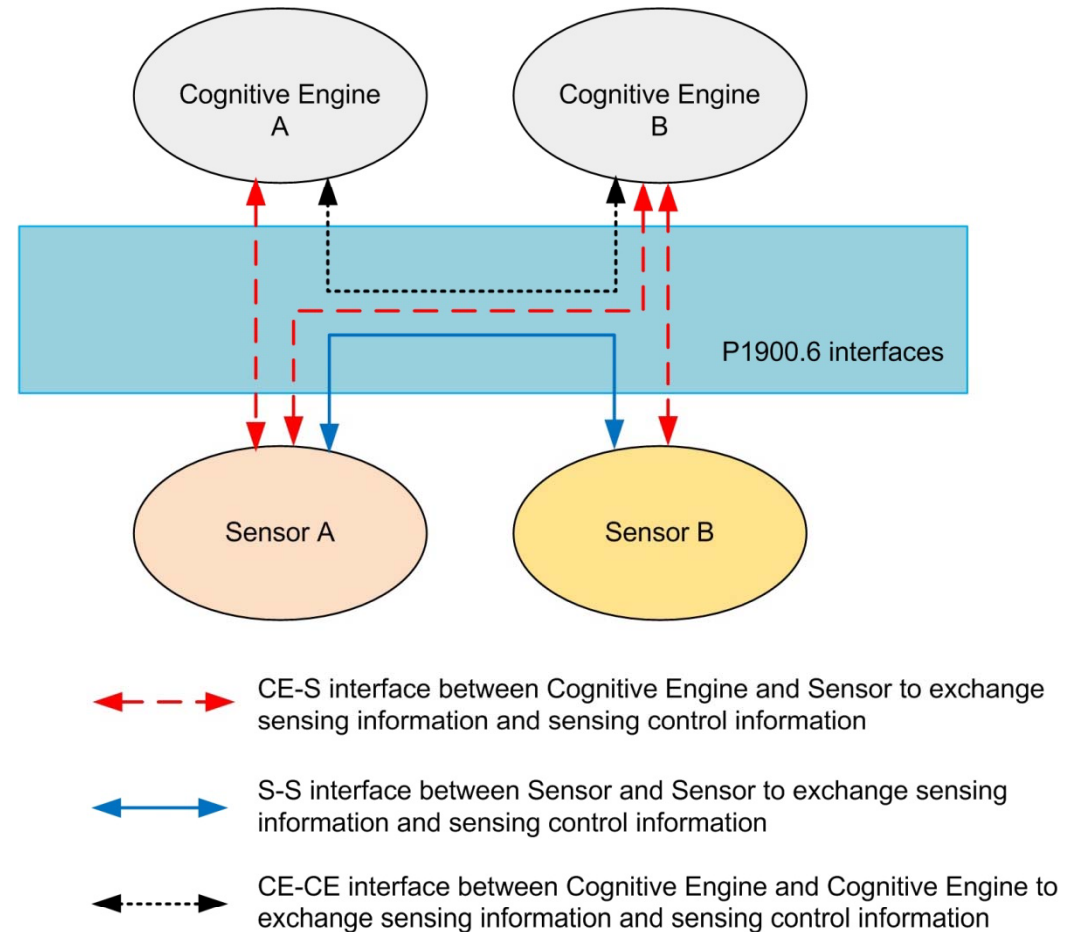 Cognitive Engine
A
Cognitive Engine
B
P1900.6 interfaces
Sensor A
Sensor B
CE-S interface between Cognitive Engine and Sensor to exchange
sensing information and sensing control information
S-S interface between Sensor and Sensor to exchange sensing
information and sensing control information
CE-CE interface between Cognitive Engine and Cognitive Engine to
exchange sensing information and sensing control information